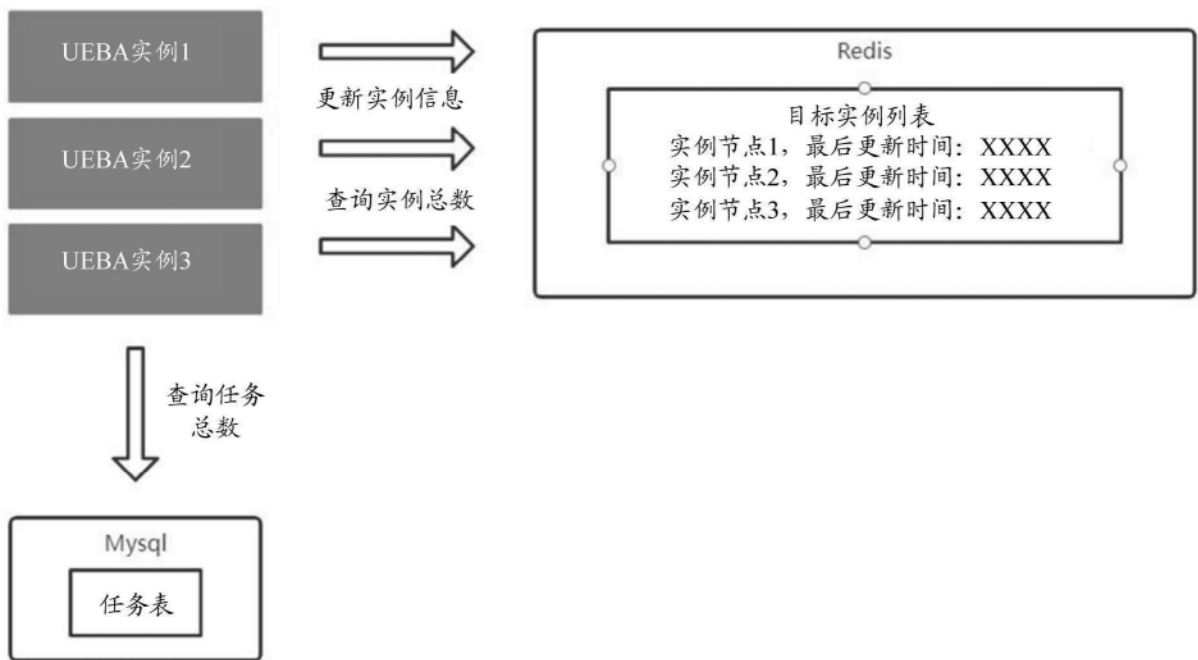 UEBA实例1
UEBA实例2
UEBA实例3
更新实例信息
查询实例总数
Redis
目标实例列表
实例节点1，最后更新时间：XXXX
实例节点2，最后更新时间：XXXX
实例节点3，最后更新时间：XXXX
查询任务
总数
Mysql
任务表